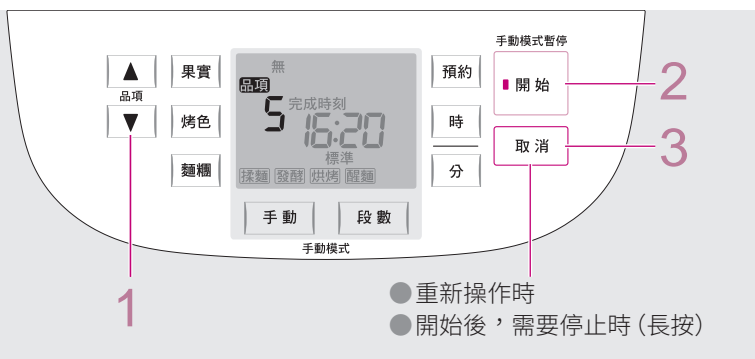 手動模式暫停
▲
品項
▼
果實
烤色
麵糰
無
品項
5
完成時刻
16:20
標準
揉麵 發酵 烘烤 醒麵
手動 段數
手動模式
預約
時
分
開始
取消
1
2
3
●重新操作時
●開始後，需要停止時（長按）